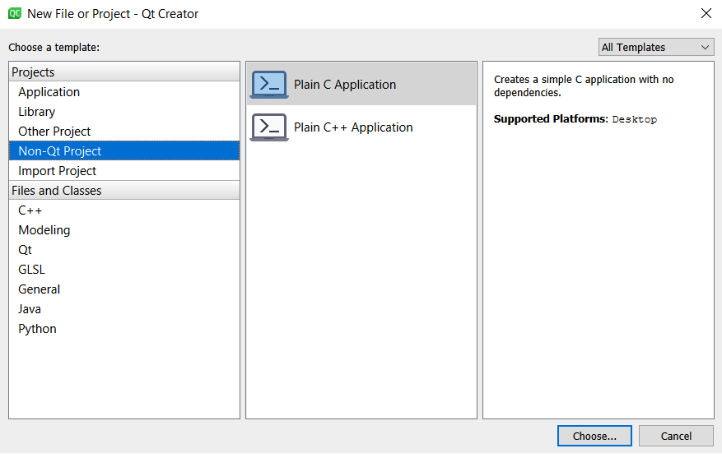 New File or Project - Qt Creator
Choose a template:
All Templates
Projects
Application
Library
Other Project
Non-Qt Project
Import Project
Files and Classes
C++
Modeling
Qt
GLSL
General
Java
Python
Plain C Application
Plain C++ Application
Creates a simple C application with no
dependencies.
Supported Platforms: Desktop
Choose...
Cancel